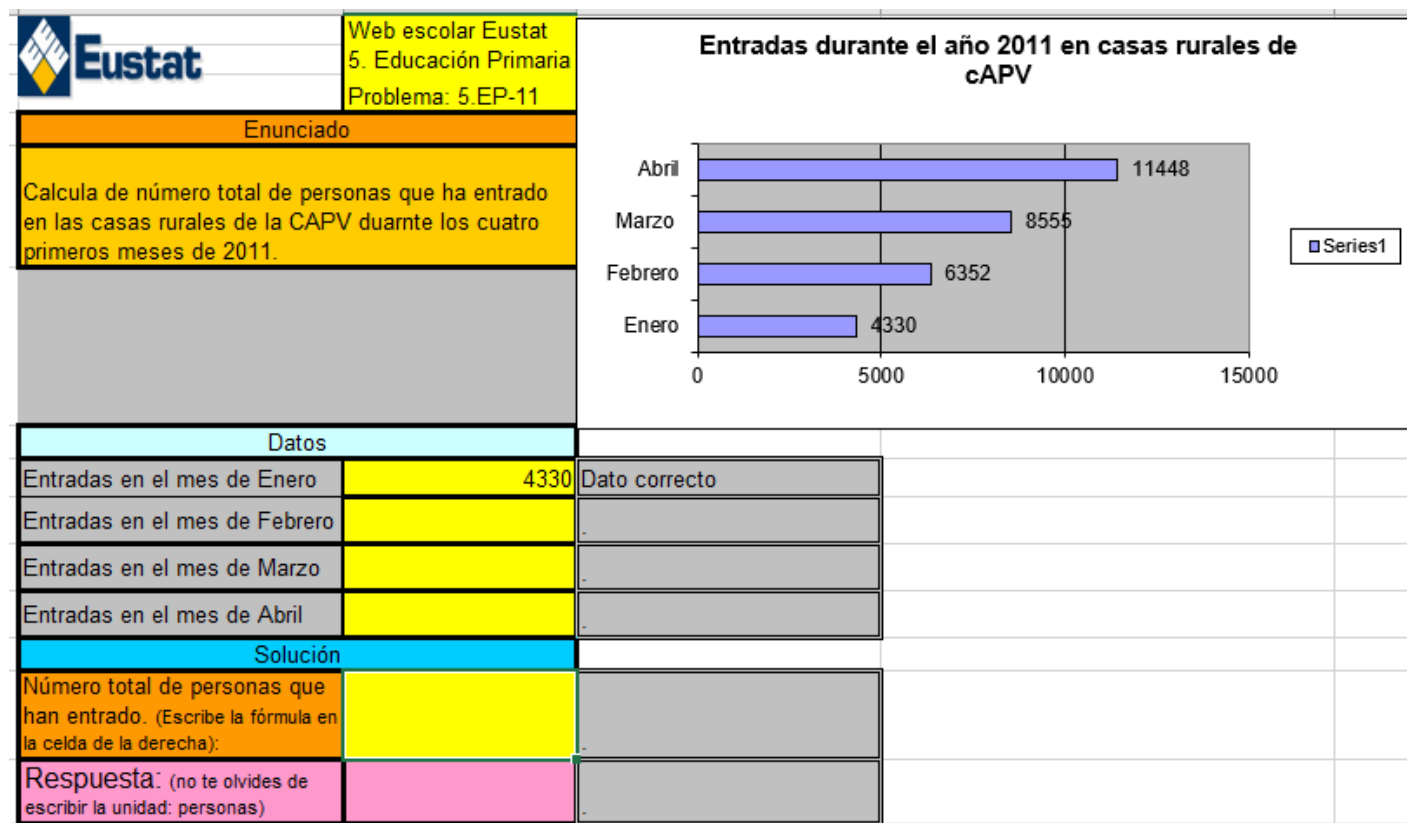 Eustat
Web escolar Eustat
5. Educación Primaria
Problema: 5.EP-11
Enunciado
Calcula de número total de personas que ha entrado
en las casas rurales de la CAPV duarnte los cuatro
primeros meses de 2011.
Entradas durante el año 2011 en casas rurales de
cAPV
Abril 11448
Marzo 8555
Febrero 6352
Enero 4330
0 5000 10000 15000
Series1
Datos
Entradas en el mes de Enero 4330 Dato correcto
Entradas en el mes de Febrero .
Entradas en el mes de Marzo .
Entradas en el mes de Abril .
Solución
Número total de personas que
han entrado. (Escribe la fórmula en
la celda de la derecha): .
Respuesta: (no te olvides de
escribir la unidad: personas) .